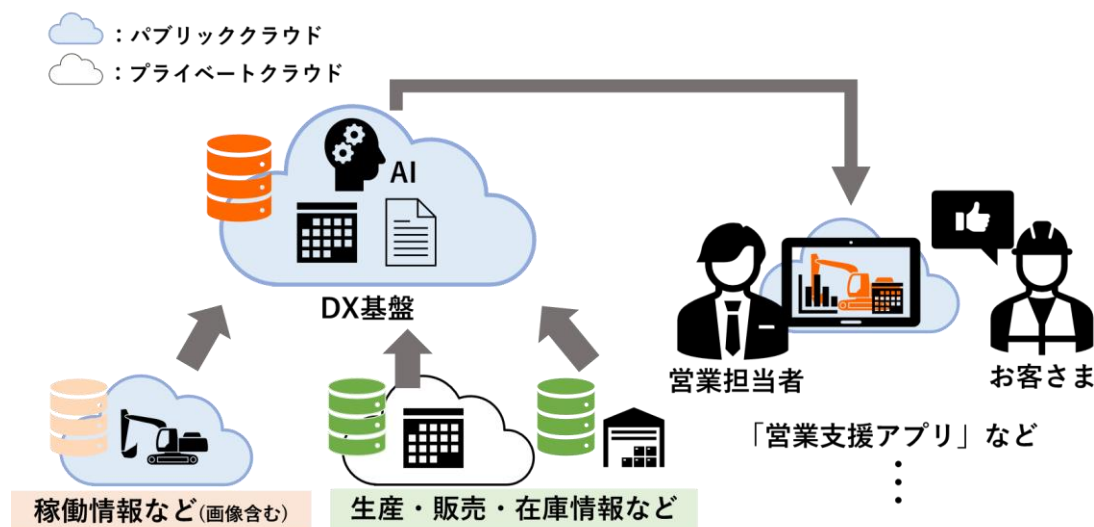 ：パブリッククラウド
：プライベートクラウド
AI
DX基盤
営業担当者
お客さま
「営業支援アプリ」など
稼働情報など(画像含む)
生産・販売・在庫情報など